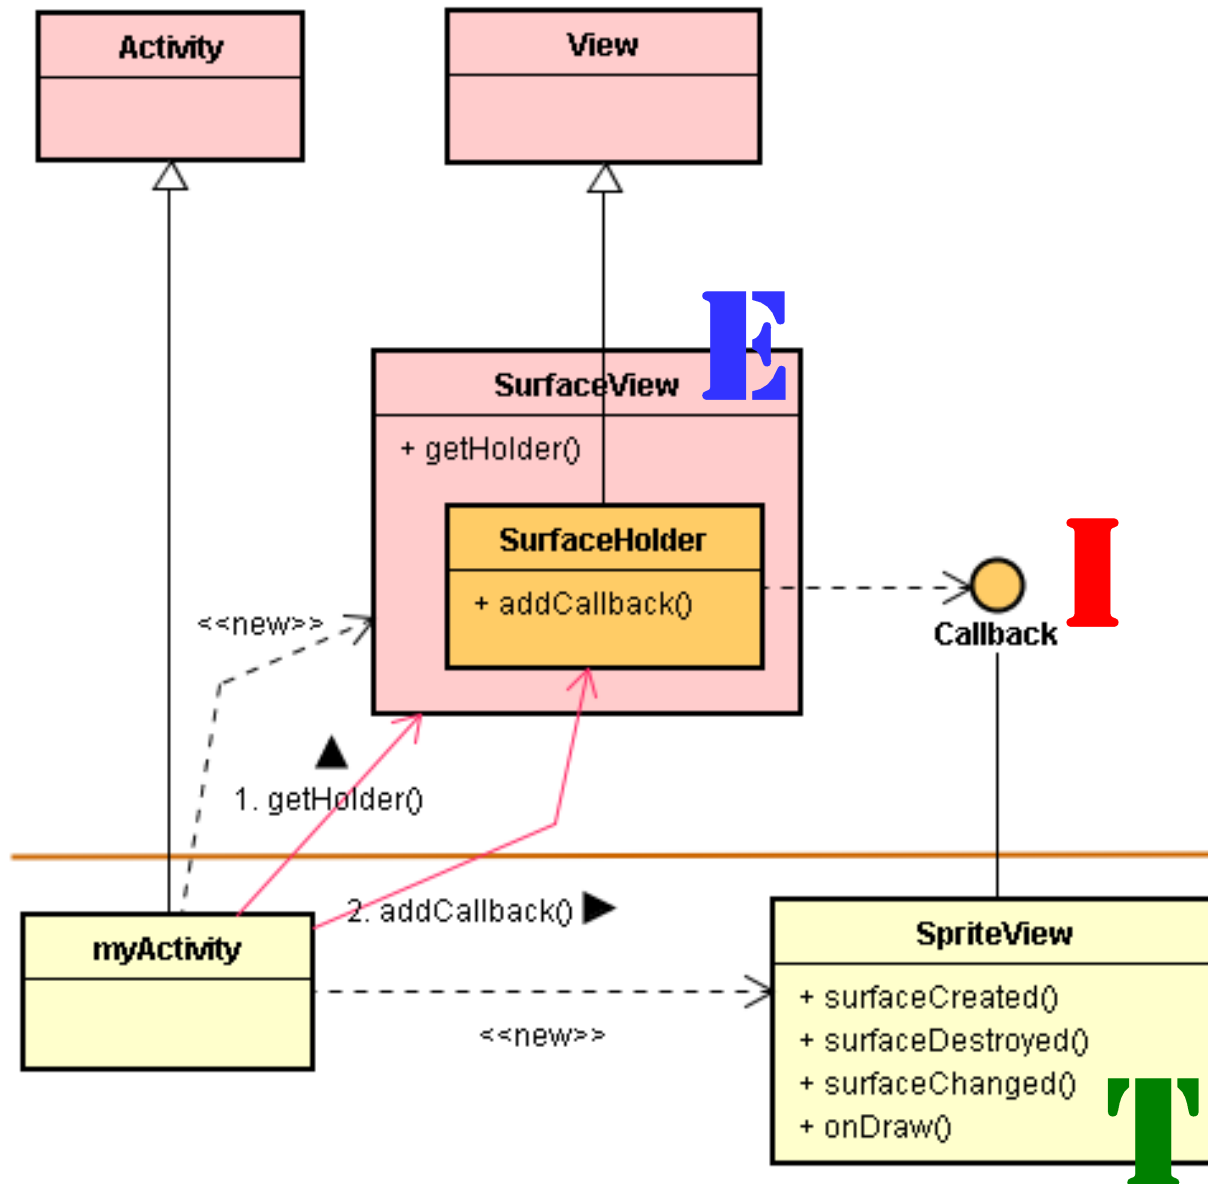 Activity
View
E
SurfaceView
+ getHolder()
SurfaceHolder
+ addCallback()
I
Callback
<<new>>
1. getHolder()
2. addCallback()
myActivity
<<new>>
SpriteView
+ surfaceCreated()
+ surfaceDestroyed()
+ surfaceChanged()
+ onDraw()
T